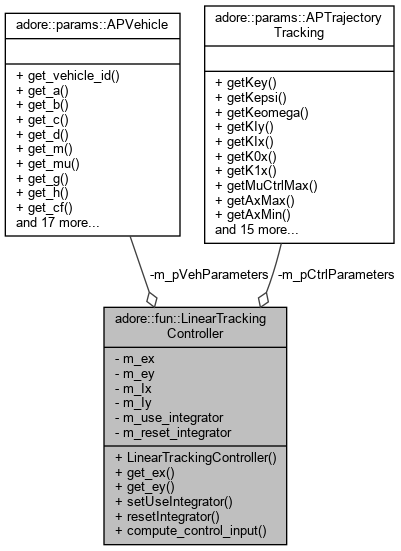 adore::params::APVehicle
+ get_vehicle_id()
+ get_a()
+ get_b()
+ get_c()
+ get_d()
+ get_m()
+ get_mu()
+ get_g()
+ get_h()
+ get_cf()
and 17 more...
adore::params::APTrajectory
Tracking
+ getKey()
+ getKepsi()
+ getKeomega()
+ getKIy()
+ getKIx()
+ getK0x()
+ getK1x()
+ getMuCtrlMax()
+ getAxMax()
+ getAxMin()
and 15 more...
-m_pVehParameters
-m_pCtrlParameters
adore::fun::LinearTracking
Controller
- m_ex
- m_ey
- m_Ix
- m_Iy
- m_use_integrator
- m_reset_integrator
+ LinearTrackingController()
+ get_ex()
+ get_ey()
+ setUseIntegrator()
+ resetIntegrator()
+ compute_control_input()